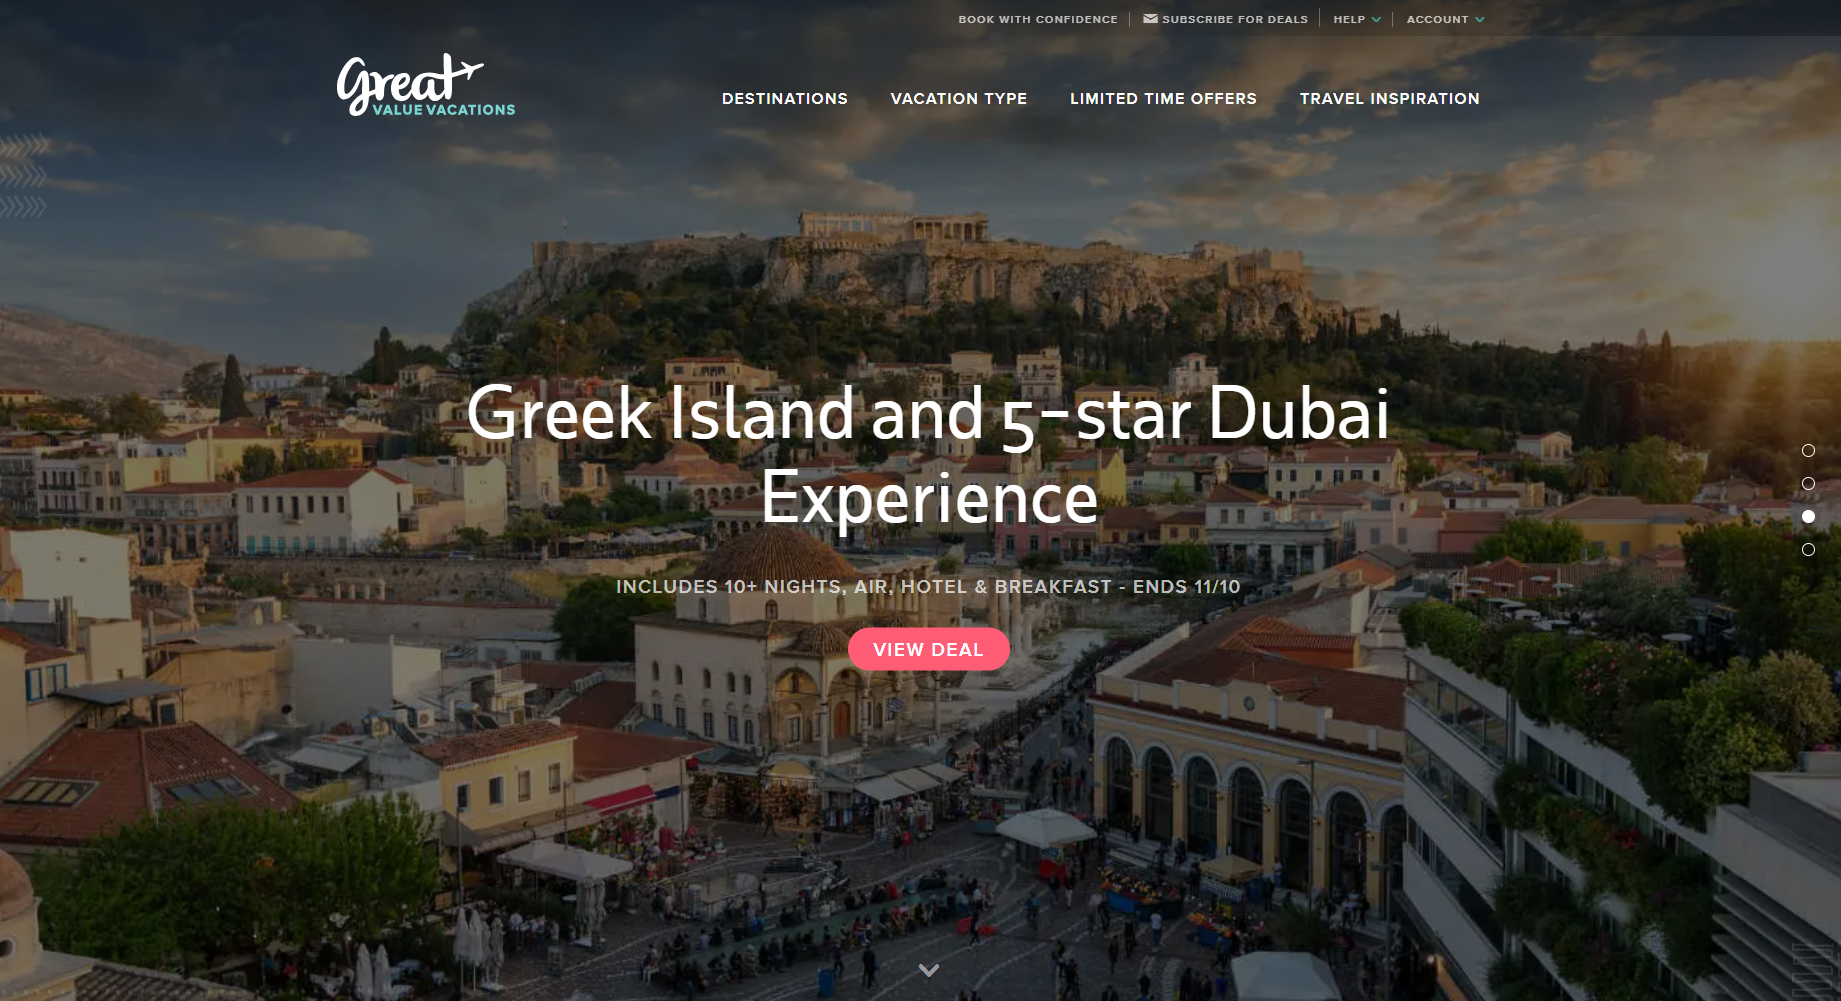 BOOK WITH CONFIDENCE
SUBSCRIBE FOR DEALS
HELP
ACCOUNT
Great
VALUE VACATIONS
DESTINATIONS
VACATION TYPE
LIMITED TIME OFFERS
TRAVEL INSPIRATION
Greek Island and 5-star Dubai
Experience
INCLUDES 10+ NIGHTS, AIR, HOTEL & BREAKFAST - ENDS 11/10
VIEW DEAL